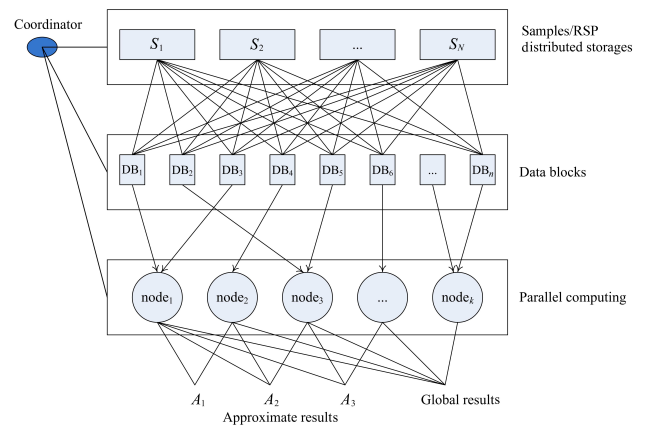 Coordinator
S1 S2 ... SN
Samples/RSP
distributed storages
DB1 DB2 DB3 DB4 DB5 DB6 ... DBn
Data blocks
node1 node2 node3 ... nodek
Parallel computing
A1 A2 A3 Global results
Approximate results